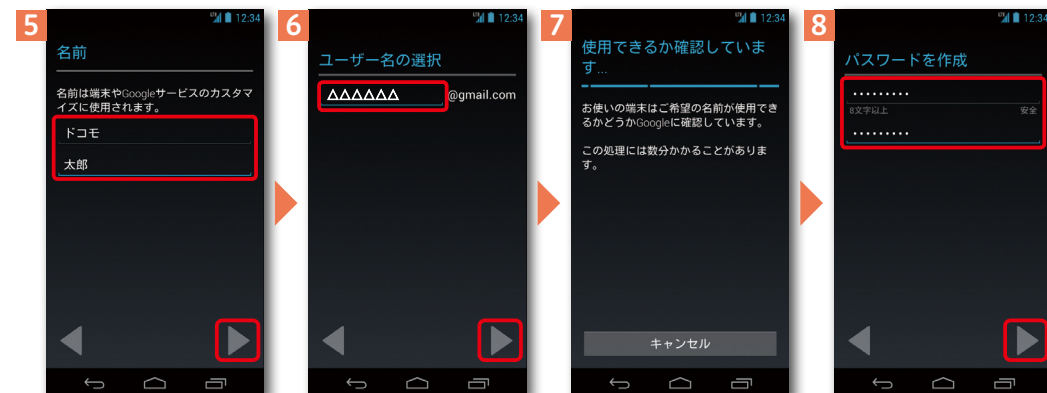 5
12:34
名前
名前は端末やGoogleサービスのカスタマ
イズに使用されます。
ドコモ
太郎
6
12:34
ユーザー名の選択
△△△△△△ @gmail.com
7
12:34
使用できるか確認していま
す...
お使いの端末はご希望の名前が使用でき
るかどうかGoogleに確認しています。
この処理には数分かかることがありま
す。
キャンセル
8
12:34
パスワードを作成
•••••••••
8文字以上 安全
•••••••••